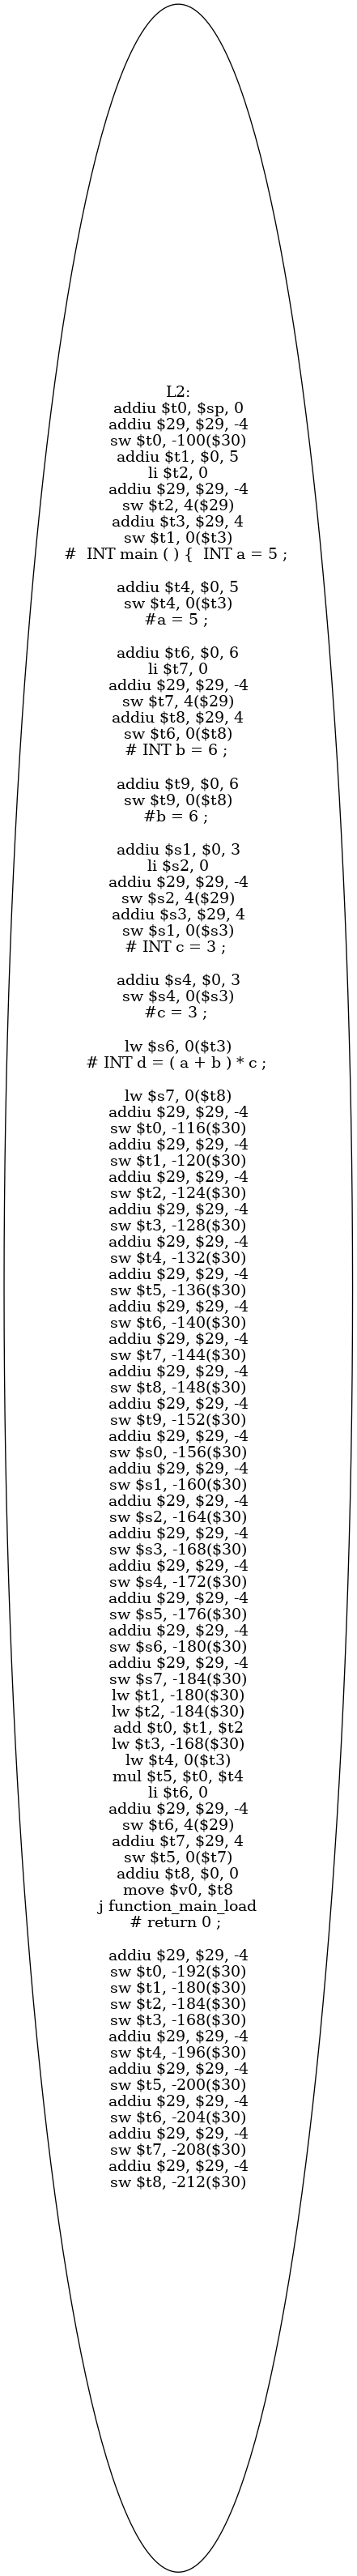 L2:
addiu $t0, $sp, 0
addiu $29, $29, -4
sw $t0, -100($30)
addiu $t1, $0, 5
li $t2, 0
addiu $29, $29, -4
sw $t2, 4($29)
addiu $t3, $29, 4
sw $t1, 0($t3)
# INT main ( ) { INT a = 5 ;
addiu $t4, $0, 5
sw $t4, 0($t3)
#a = 5 ;
addiu $t6, $0, 6
li $t7, 0
addiu $29, $29, -4
sw $t7, 4($29)
addiu $t8, $29, 4
sw $t6, 0($t8)
# INT b = 6 ;
addiu $t9, $0, 6
sw $t9, 0($t8)
#b = 6 ;
addiu $s1, $0, 3
li $s2, 0
addiu $29, $29, -4
sw $s2, 4($29)
addiu $s3, $29, 4
sw $s1, 0($s3)
# INT c = 3 ;
addiu $s4, $0, 3
sw $s4, 0($s3)
#c = 3 ;
lw $s6, 0($t3)
# INT d = ( a + b ) * c ;
lw $s7, 0($t8)
addiu $29, $29, -4
sw $t0, -116($30)
addiu $29, $29, -4
sw $t1, -120($30)
addiu $29, $29, -4
sw $t2, -124($30)
addiu $29, $29, -4
sw $t3, -128($30)
addiu $29, $29, -4
sw $t4, -132($30)
addiu $29, $29, -4
sw $t5, -136($30)
addiu $29, $29, -4
sw $t6, -140($30)
addiu $29, $29, -4
sw $t7, -144($30)
addiu $29, $29, -4
sw $t8, -148($30)
addiu $29, $29, -4
sw $t9, -152($30)
addiu $29, $29, -4
sw $s0, -156($30)
addiu $29, $29, -4
sw $s1, -160($30)
addiu $29, $29, -4
sw $s2, -164($30)
addiu $29, $29, -4
sw $s3, -168($30)
addiu $29, $29, -4
sw $s4, -172($30)
addiu $29, $29, -4
sw $s5, -176($30)
addiu $29, $29, -4
sw $s6, -180($30)
addiu $29, $29, -4
sw $s7, -184($30)
lw $t1, -180($30)
lw $t2, -184($30)
add $t0, $t1, $t2
lw $t3, -168($30)
lw $t4, 0($t3)
mul $t5, $t0, $t4
li $t6, 0
addiu $29, $29, -4
sw $t6, 4($29)
addiu $t7, $29, 4
sw $t5, 0($t7)
addiu $t8, $0, 0
move $v0, $t8
j function_main_load
# return 0 ;
addiu $29, $29, -4
sw $t0, -192($30)
sw $t1, -180($30)
sw $t2, -184($30)
sw $t3, -168($30)
addiu $29, $29, -4
sw $t4, -196($30)
addiu $29, $29, -4
sw $t5, -200($30)
addiu $29, $29, -4
sw $t6, -204($30)
addiu $29, $29, -4
sw $t7, -208($30)
addiu $29, $29, -4
sw $t8, -212($30)